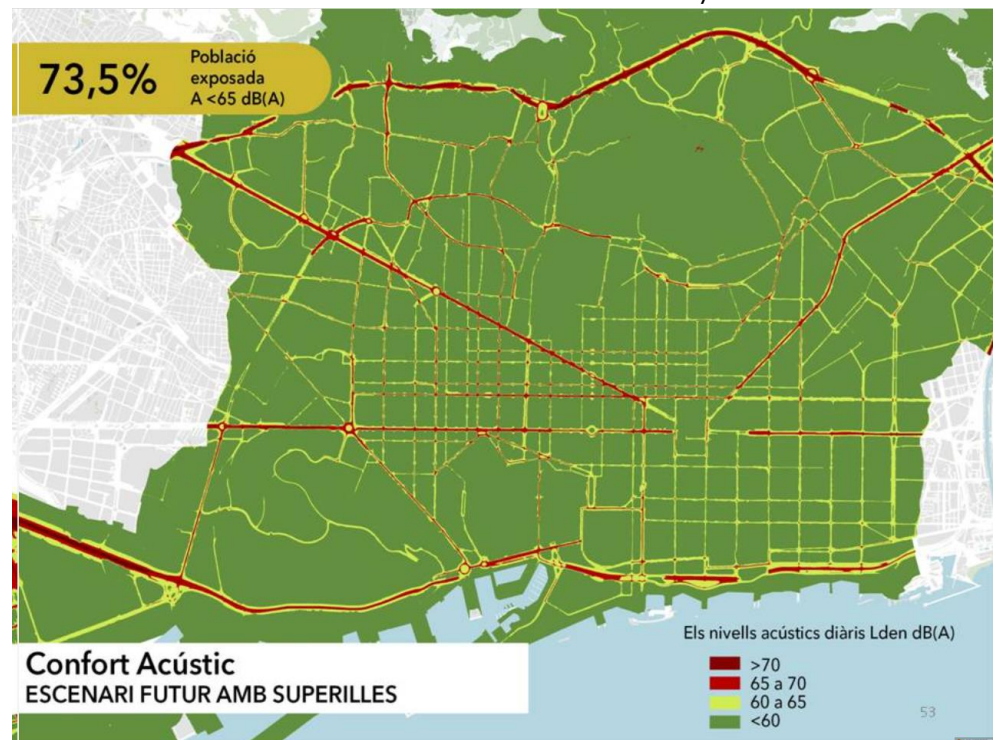 73,5%
Població
exposada
A <65 dB(A)
Els nivells acústics diàris Lden dB(A)
>70
65 a 70
60 a 65
<60
Confort Acústic
ESCENARI FUTUR AMB SUPERILLES
53